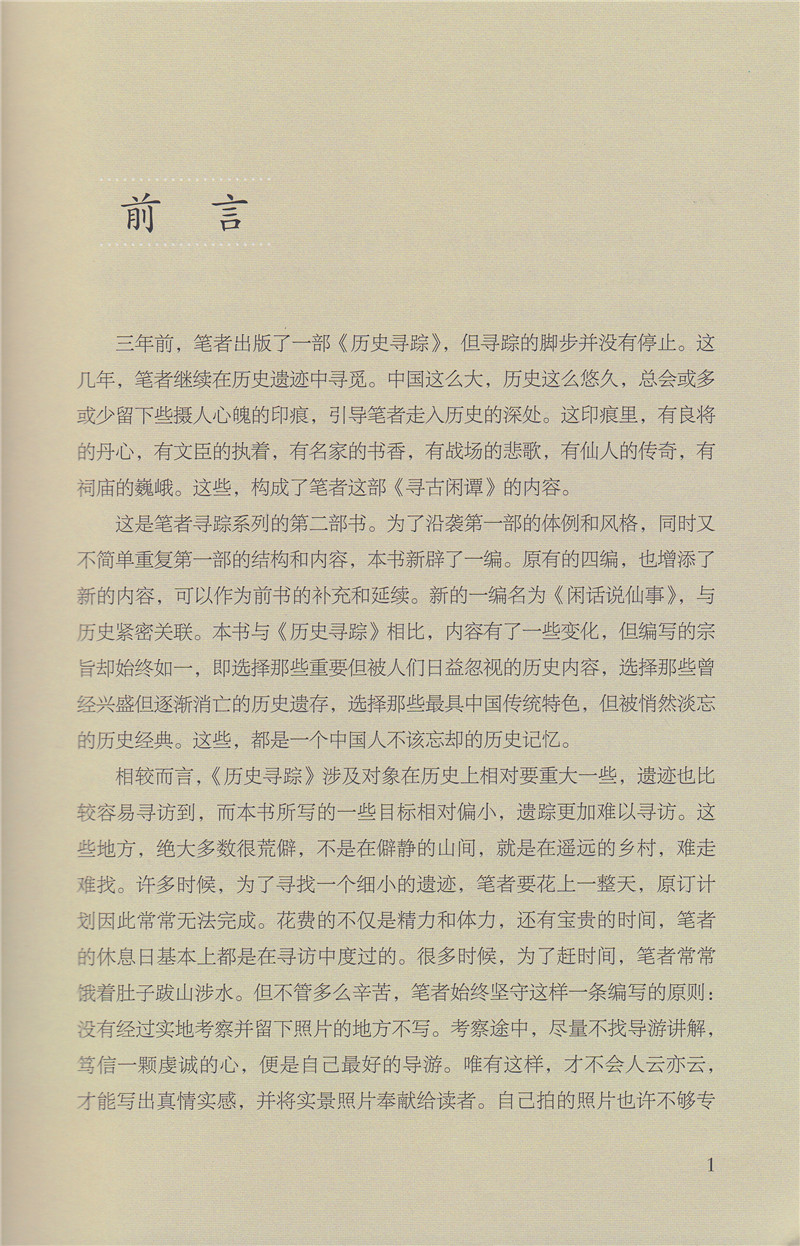 前 言
三年前，笔者出版了一部《历史寻踪》，但寻踪的脚步并没有停止。这
几年，笔者继续在历史遗迹中寻觅。中国这么大，历史这么悠久，总会或多
或少留下些摄人心魄的印痕，引导笔者走入历史的深处。这印痕里，有良将
的丹心，有文臣的执着，有名家的书香，有战场的悲歌，有仙人的传奇，有
祠庙的巍峨。这些，构成了笔者这部《寻古闲谭》的内容。
这是笔者寻踪系列的第二部书。为了沿袭第一部的体例和风格，同时又
不简单重复第一部的结构和内容，本书新辟了一编。原有的四编，也增添了
新的内容，可以作为前书的补充和延续。新的一编名为《闲话说仙事》，与
历史紧密关联。本书与《历史寻踪》相比，内容有了一些变化，但编写的宗
旨却始终如一，即选择那些重要但被人们日益忽视的历史内容，选择那些曾
经兴盛但逐渐消亡的历史遗存，选择那些最具中国传统特色，但被悄然淡忘
的历史经典。这些，都是一个中国人不该忘却的历史记忆。
相较而言，《历史寻踪》涉及对象在历史上相对要重大一些，遗迹也比
较容易寻访到，而本书所写的一些目标相对偏小，遗踪更加难以寻访。这
些地方，绝大多数很荒僻，不是在僻静的山间，就是在遥远的乡村，难走
难找。许多时候，为了寻找一个细小的遗迹，笔者要花上一整天，原订计
划因此常常无法完成。花费的不仅是精力和体力，还有宝贵的时间，笔者
的休息日基本上都是在寻访中度过的。很多时候，为了赶时间，笔者常常
饿着肚子跋山涉水。但不管多么辛苦，笔者始终坚守这样一条编写的原则：
没有经过实地考察并留下照片的地方不写。考察途中，尽量不找导游讲解，
笃信一颗虔诚的心，便是自己最好的导游。唯有这样，才不会人云亦云，
才能写出真情实感，并将实景照片奉献给读者。自己拍的照片也许不够专
1